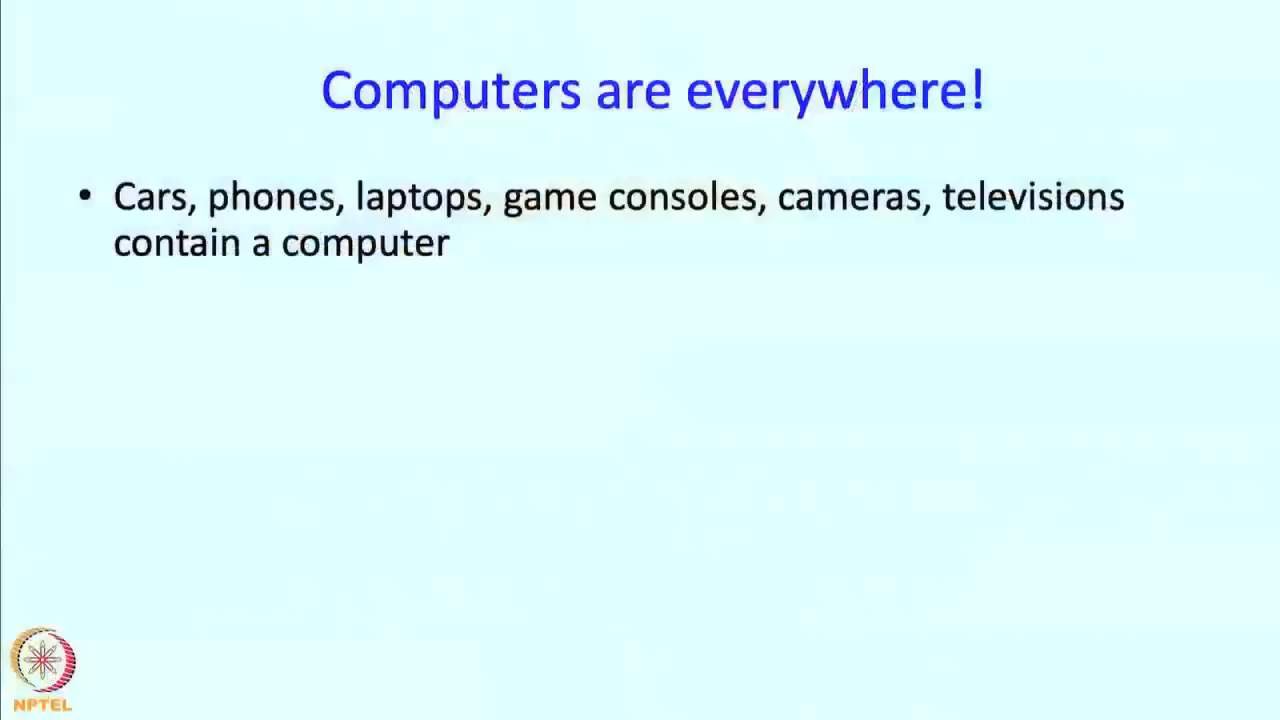 Computers are everywhere!
• Cars, phones, laptops, game consoles, cameras, televisions
contain a computer
NPTEL